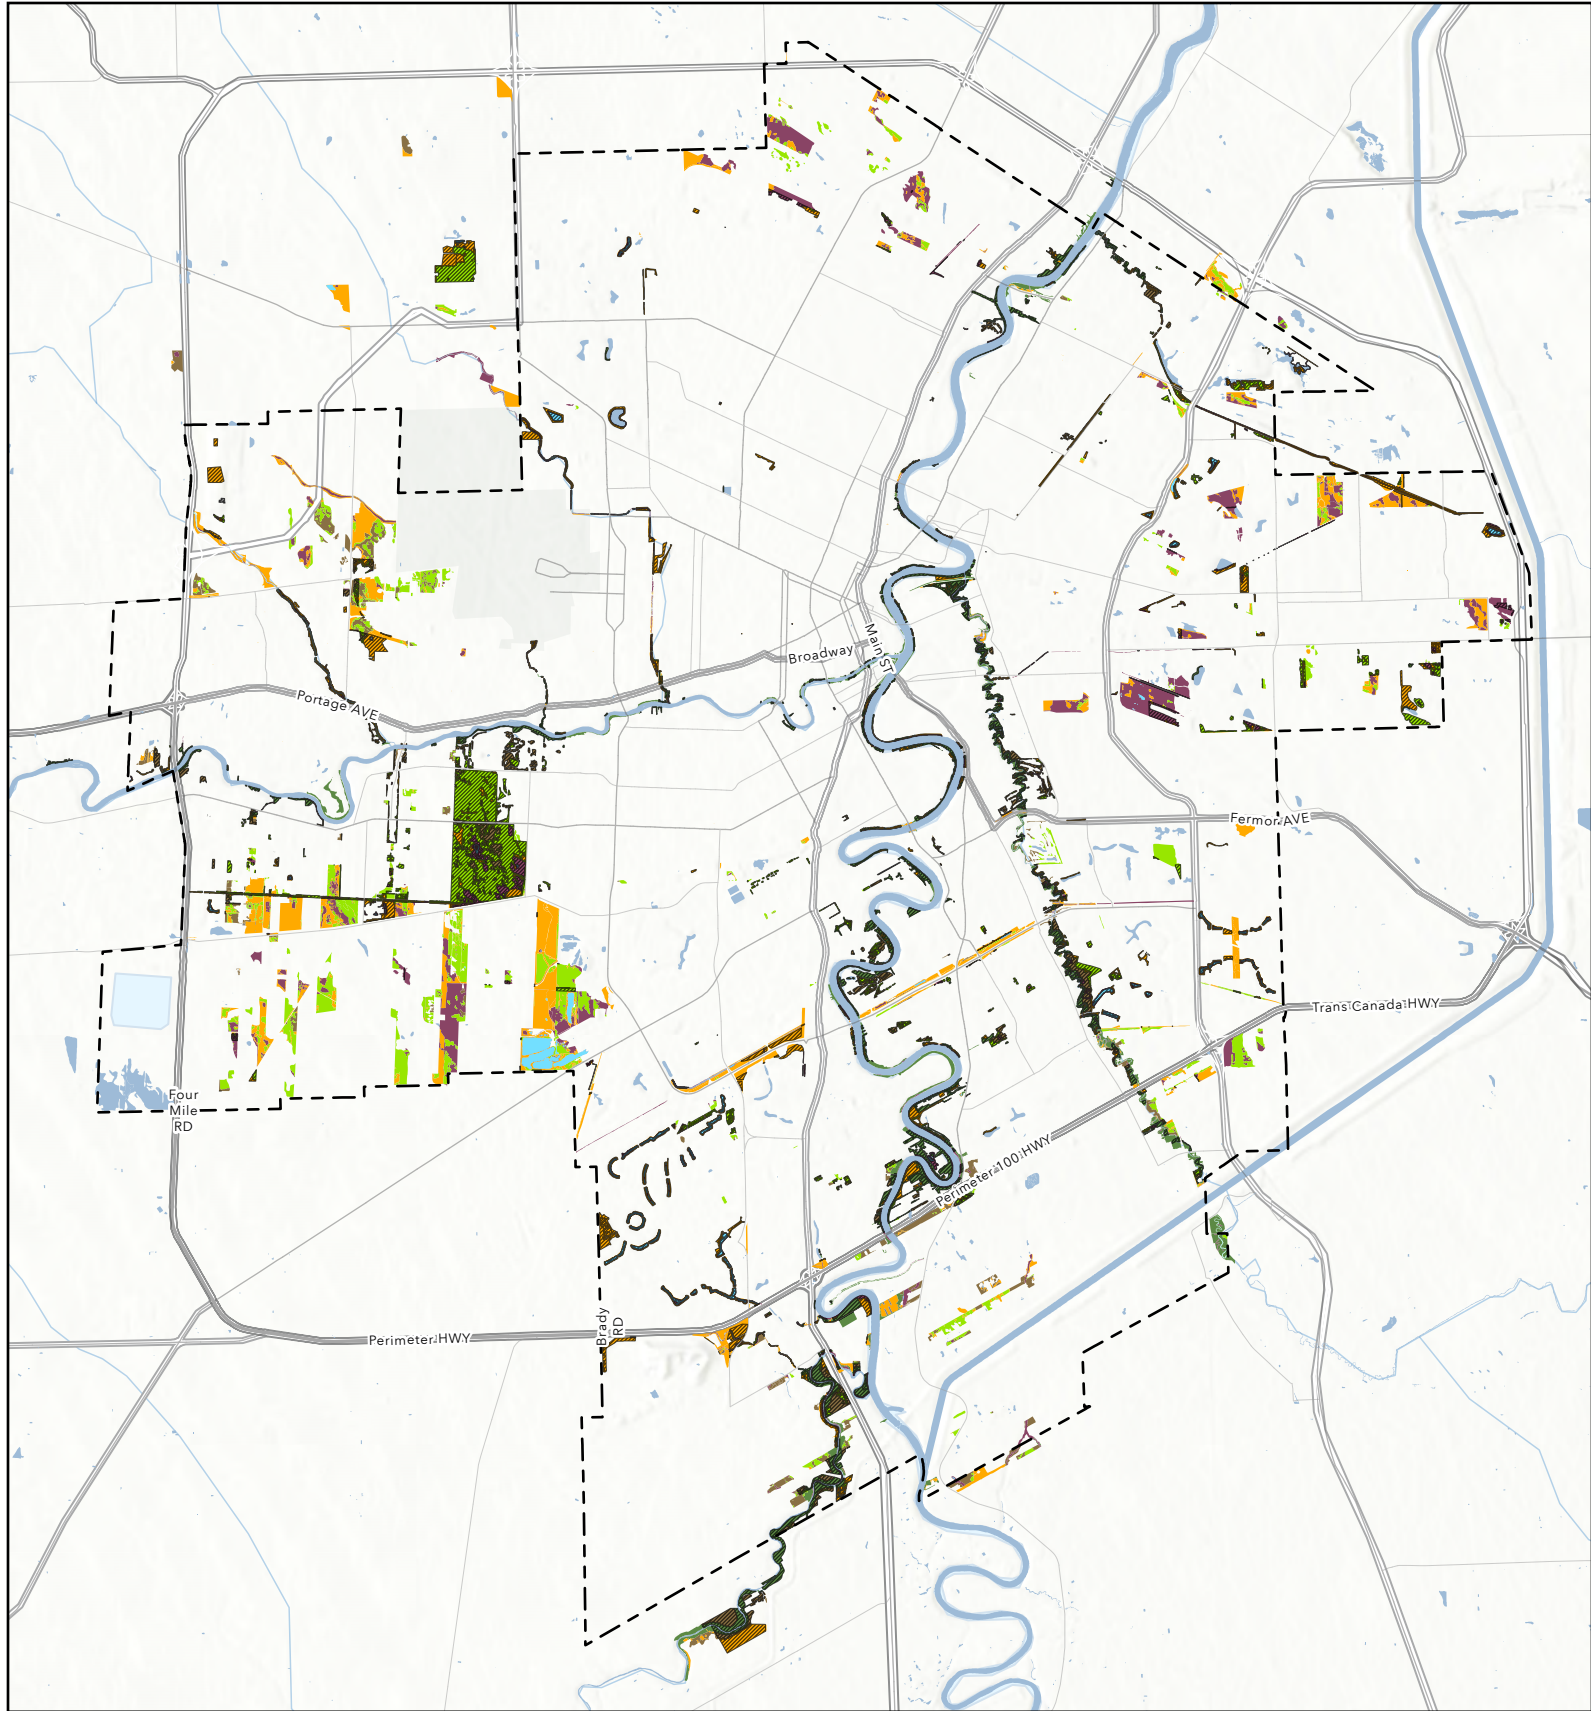 Main ST
Broadway
Portage AVE
Fermor AVE
Trans Canada HWY
Four
Mile
RD
Perimeter 100 HWY
Brady
RD
Perimeter HWY